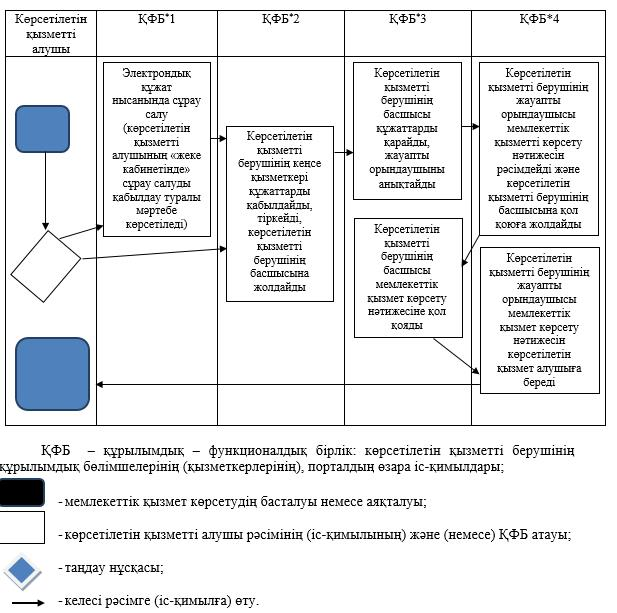 Көрсетілетін
қызметті
алушы
ҚФБ*1
ҚФБ*2
ҚФБ*3
ҚФБ*4
Электрондық
құжат
нысанында сұрау
салу
(көрсетілетін
қызметті
алушының «жеке
кабинетінде»
сұрау салуды
қабылдау туралы
мәртебе
көрсетіледі)
Көрсетілетін
қызметті
берушінің кеңсе
қызметкері
құжаттарды
қабылдайды,
тіркейді,
көрсетілетін
қызметті
берушінің
басшысына
жолдайды
Көрсетілетін
қызметті
берушінің
басшысы
құжаттарды
қарайды,
жауапты
орындаушыны
анықтайды
Көрсетілетін
қызметті
берушінің
басшысы
мемлекеттік
қызмет көрсету
нәтижесіне қол
қояды
Көрсетілетін
қызметті берушінің
жауапты
орындаушысы
мемлекеттік
қызметті көрсету
нәтижесін
рәсімдейді және
көрсетілетін
қызметті берушінің
басшысына қол
қоюға жолдайды
Көрсетілетін
қызметті берушінің
жауапты
орындаушысы
мемлекеттік
қызмет көрсету
нәтижесін
көрсетілетін
қызмет алушыға
береді
ҚФБ – құрылымдық – функционалдық бірлік: көрсетілетін қызметті берушінің
құрылымдық бөлімшелерінің (қызметкерлерінің), порталдың өзара іс-қимылдары;
- мемлекеттік қызмет көрсетудің басталуы немесе аяқталуы;
- көрсетілетін қызметті алушы рәсімінің (іс-қимылының) және (немесе) ҚФБ атауы;
- таңдау нұсқасы;
- келесі рәсімге (іс-қимылға) өту.